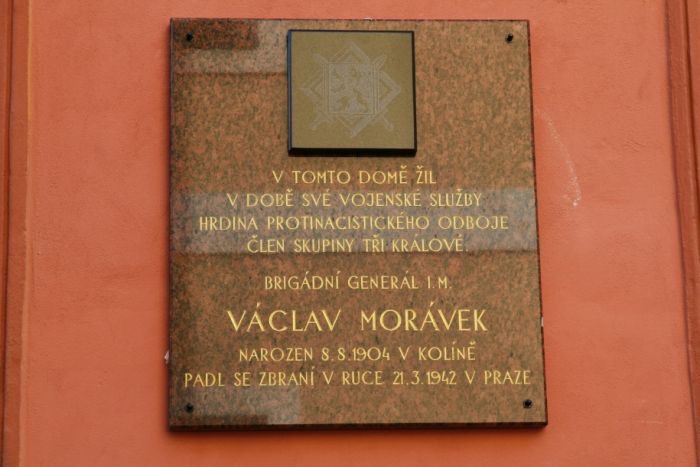 V TOMTO DOMĚ ŽIL
V DOBĚ SVÉ VOJENSKÉ SLUŽBY
HRDINA PROTINACISTICKÉHO ODBOJE
ČLEN SKUPINY TŘI KRÁLOVÉ.
BRIGÁDNÍ GENERÁL I.M.
VÁCLAV MORÁVEK
NAROZEN 8.8.1904 V KOLÍNĚ
PADL SE ZBRANÍ V RUCE 21.3.1942 V PRAZE